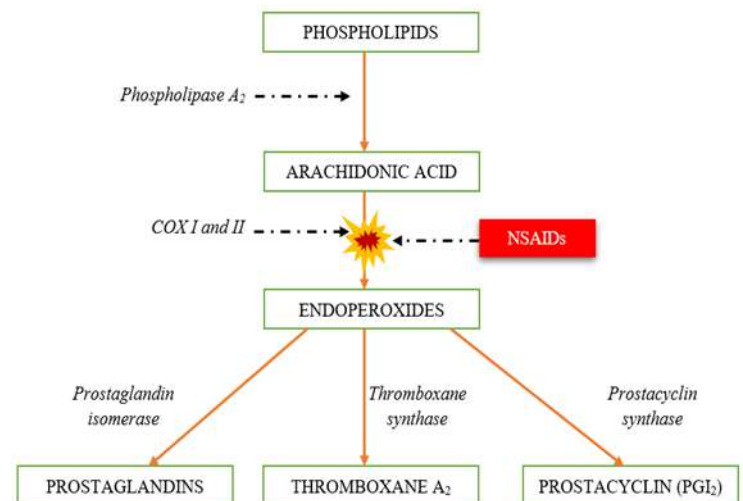 PHOSPHOLIPIDS
Phospholipase A₂
ARACHIDONIC ACID
COX I and II
NSAIDs
ENDOPEROXIDES
Prostaglandin
isomerase
Thromboxane
synthase
Prostacyclin
synthase
PROSTAGLANDINS
THROMBOXANE A₂
PROSTACYCLIN (PGI₂)